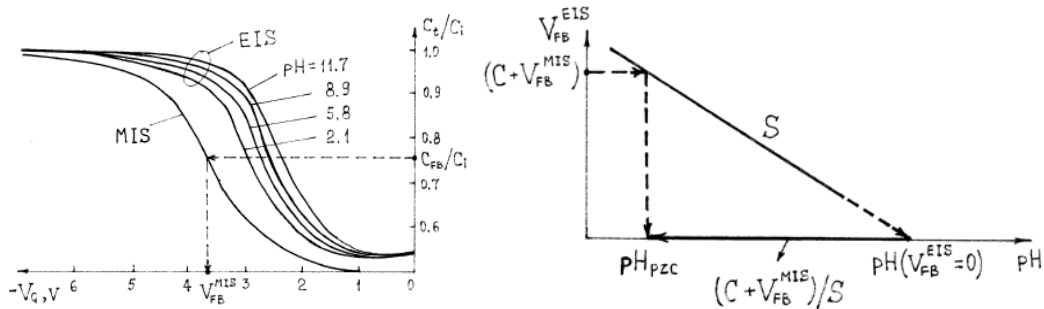 C_t/C_i
EIS
1.0
pH=11.7
8.9
0.9
5.8
MIS
2.1
0.8
C_FB/C_i
0.7
0.6
-V_G,V 6 5 4 V_FB^MIS 3 2 1 0
V_FB^EIS
(C+V_FB^MIS)
S
pH_PZC pH(V_FB^EIS=0) pH
(C+V_FB^MIS)/S